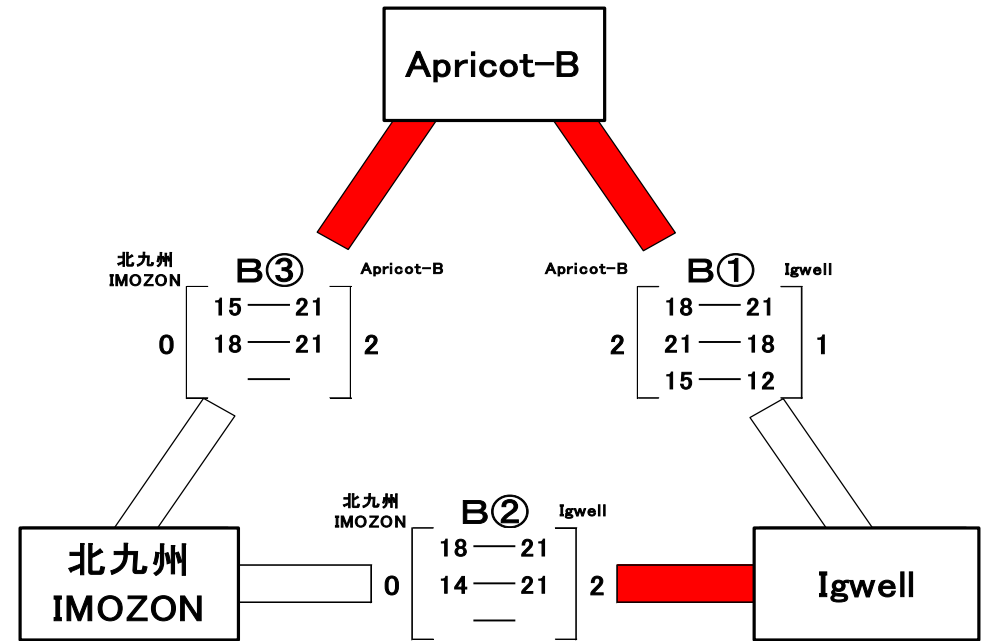 Apricot-B
北九州
IMOZON
B③
Apricot-B
15 — 21
0
18 — 21
2
—
Apricot-B
B①
Igwell
18 — 21
2
21 — 18
1
15 — 12
北九州
IMOZON
B②
Igwell
18 — 21
0
14 — 21
2
—
北九州
IMOZON
Igwell